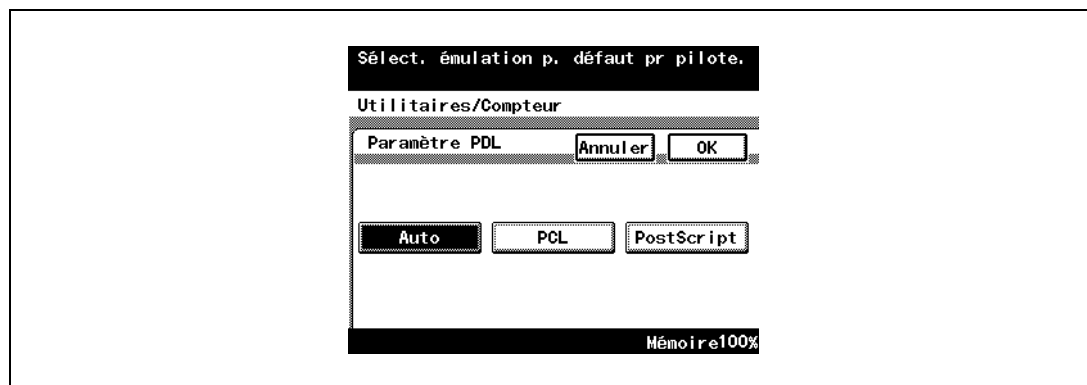 Sélect. émulation p. défaut pr pilote.
Utilitaires/Compteur
Paramètre PDL Annuler OK
Auto PCL PostScript
Mémoire100%